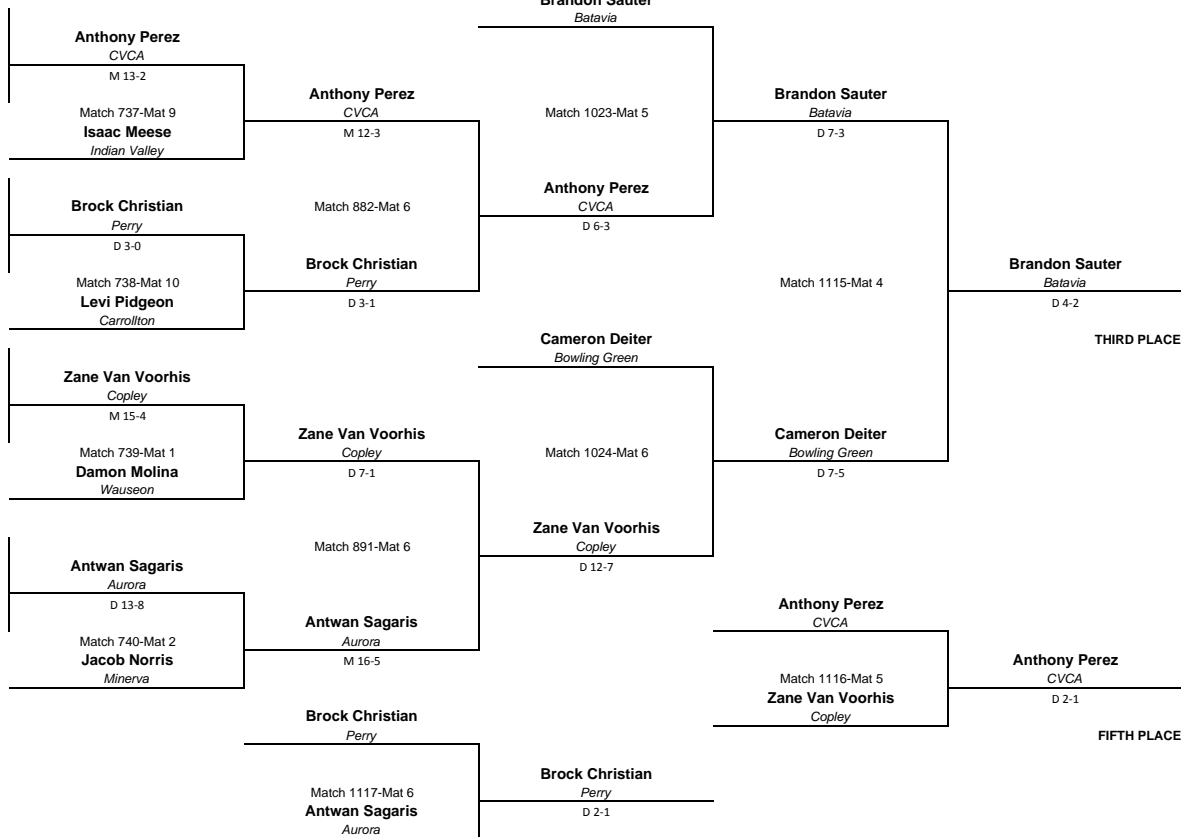 Brandon Sauter
Batavia
Anthony Perez
CVCA
M 13-2
Match 737-Mat 9
Isaac Meese
Indian Valley
Brock Christian
Perry
D 3-0
Match 738-Mat 10
Levi Pidgeon
Carrollton
Zane Van Voorhis
Copley
M 15-4
Match 739-Mat 1
Damon Molina
Wauseon
Antwan Sagaris
Aurora
D 13-8
Match 740-Mat 2
Jacob Norris
Minerva
Anthony Perez
CVCA
M 12-3
Match 882-Mat 6
Brock Christian
Perry
D 3-1
Zane Van Voorhis
Copley
D 7-1
Match 891-Mat 6
Antwan Sagaris
Aurora
M 16-5
Brock Christian
Perry
Match 1117-Mat 6
Antwan Sagaris
Aurora
Match 1023-Mat 5
Anthony Perez
CVCA
D 6-3
Cameron Deiter
Bowling Green
Match 1024-Mat 6
Zane Van Voorhis
Copley
D 12-7
Brock Christian
Perry
D 2-1
Brandon Sauter
Batavia
D 7-3
Match 1115-Mat 4
Cameron Deiter
Bowling Green
D 7-5
Anthony Perez
CVCA
Match 1116-Mat 5
Zane Van Voorhis
Copley
Brandon Sauter
Batavia
D 4-2
THIRD PLACE
Anthony Perez
CVCA
D 2-1
FIFTH PLACE